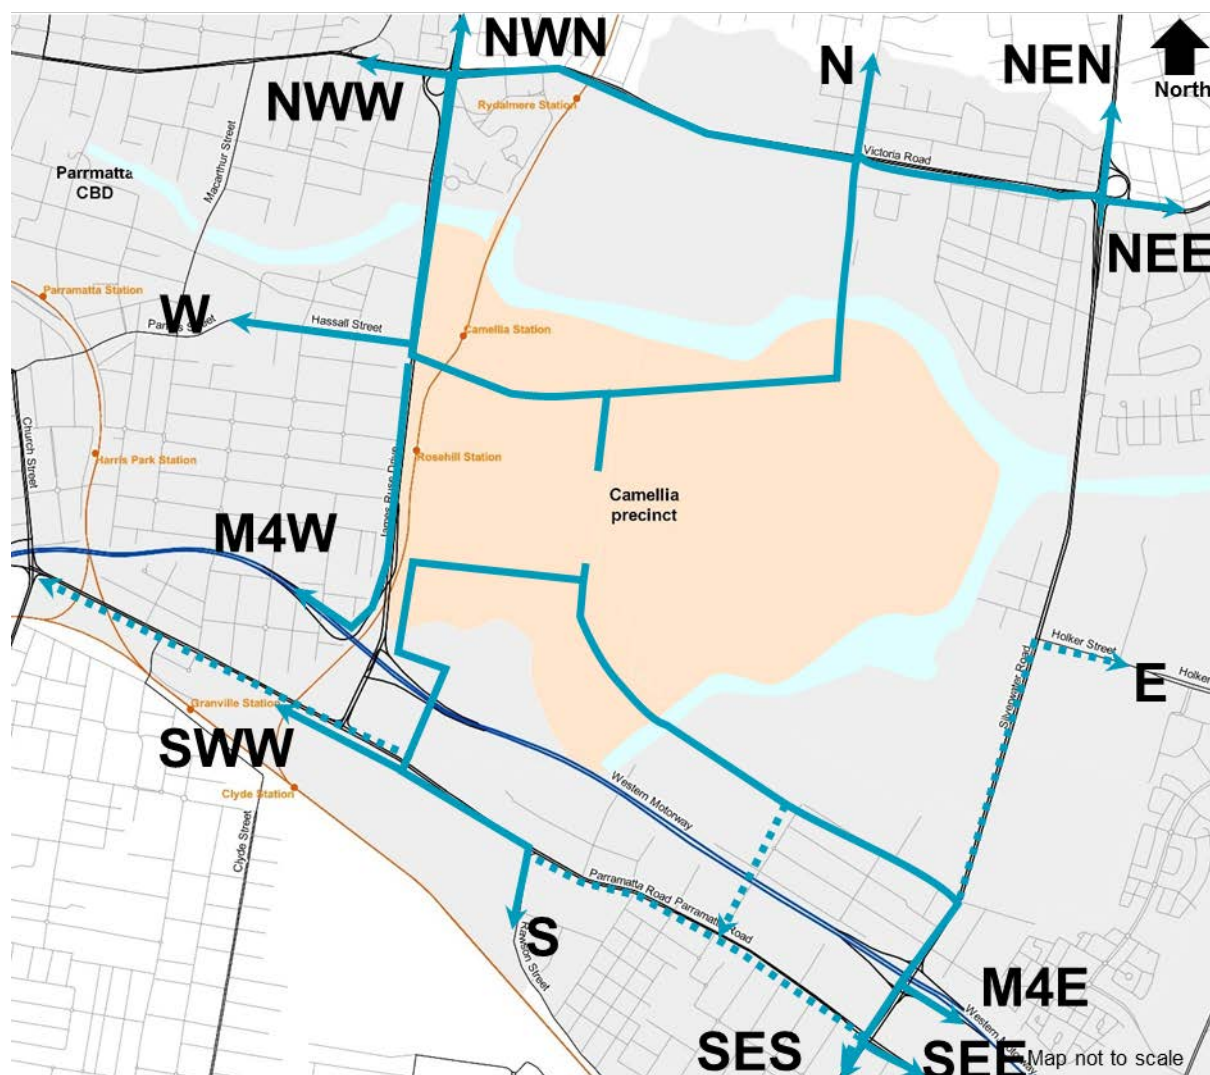 NWN
N
NEN
North
NWW
Rydalmere Station
Macarthur Street
Victoria Road
Parrmatta
CBD
NEE
Parramatta Station
W
Hassall Street
Camellia Station
Church Street
Harris Park Station
James Ruse Drive
Rosehill Station
Camellia
precinct
M4W
Holker Street
Holker
E
Silverwater Road
Granville Station
SWW
Clyde Station
Western Motorway
Clyde Street
Parramatta Road
Parramatta Road
S
Rawson Street
M4E
Western Motorway
SES
SEE
Map not to scale